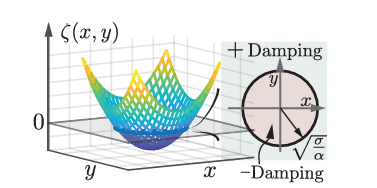 ζ(x, y)
+ Damping
y
x
0
√(σ/α)
−Damping
y
x